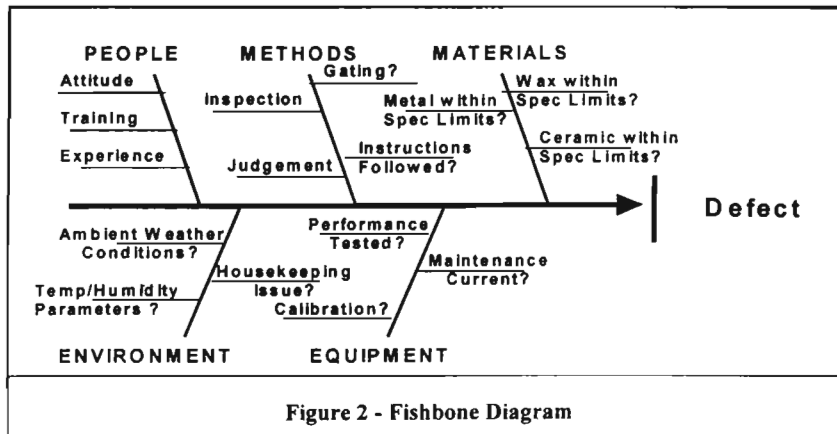 PEOPLE
Attitude
Training
Experience
METHODS
Gating?
Inspection
Judgement
Instructions
Followed?
MATERIALS
Metal within
Spec Limits?
Wax within
Spec Limits?
Ceramic within
Spec Limits?
Defect
Ambient Weather
Conditions?
Temp/Humidity
Parameters ?
Housekeeping
Issue?
ENVIRONMENT
Performance
Tested?
Calibration?
Maintenance
Current?
EQUIPMENT
Figure 2 - Fishbone Diagram